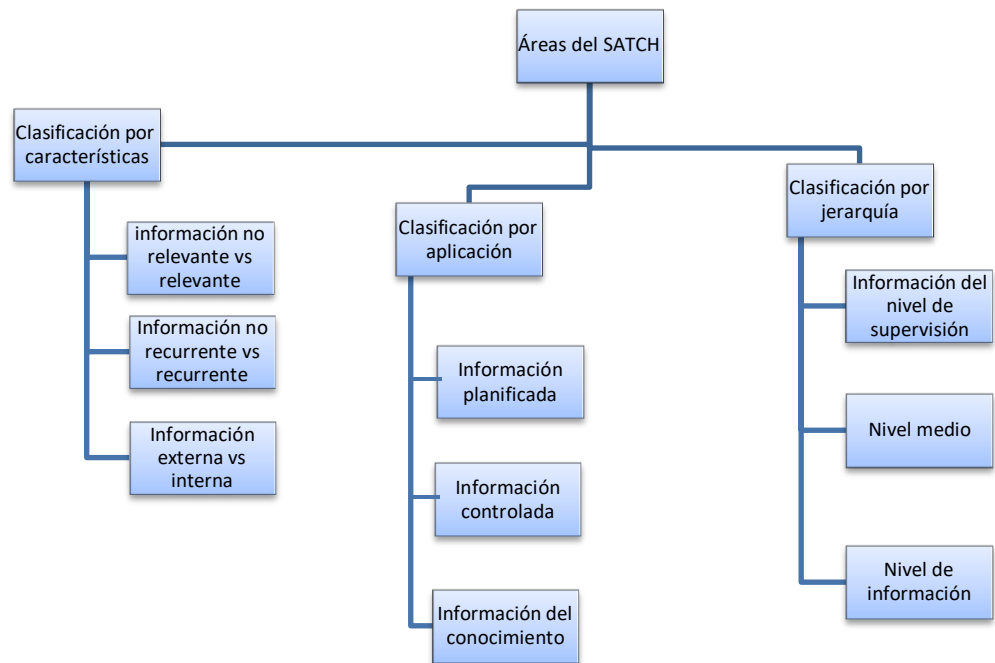 Áreas del SATCH
Clasificación por
características
información no
relevante vs
relevante
Información no
recurrente vs
recurrente
Información
externa vs
interna
Clasificación por
aplicación
Información
planificada
Información
controlada
Información del
conocimiento
Clasificación por
jerarquía
Información del
nivel de
supervisión
Nivel medio
Nivel de
información